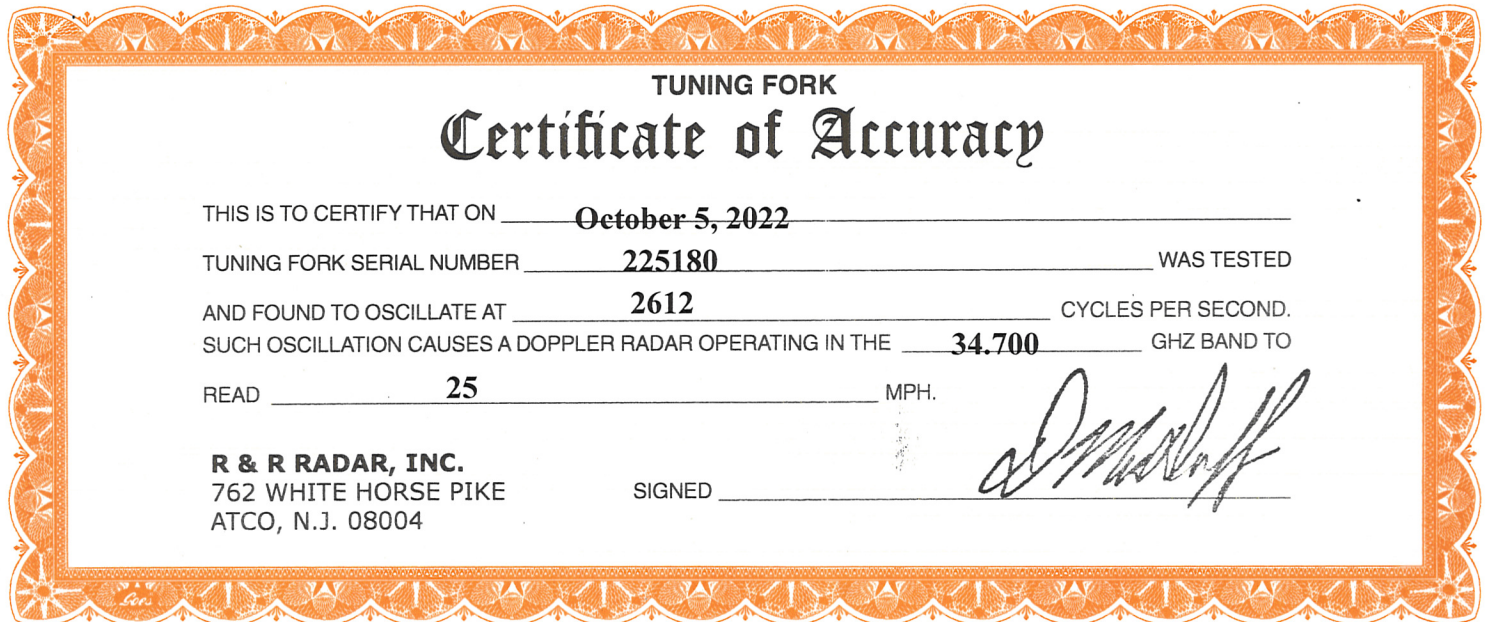 TUNING FORK
Certificate of Accuracy
THIS IS TO CERTIFY THAT ON October 5, 2022
TUNING FORK SERIAL NUMBER 225180 WAS TESTED
AND FOUND TO OSCILLATE AT 2612 CYCLES PER SECOND.
SUCH OSCILLATION CAUSES A DOPPLER RADAR OPERATING IN THE 34.700 GHZ BAND TO
READ 25 MPH.
R & R RADAR, INC.
762 WHITE HORSE PIKE
ATCO, N.J. 08004
SIGNED